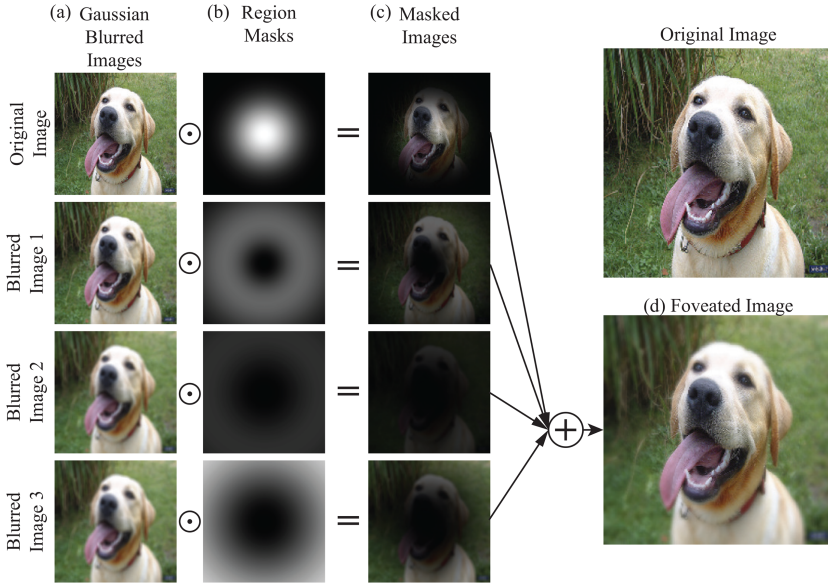 (a) Gaussian
Blurred
Images
(b) Region
Masks
(c) Masked
Images
Original Image
Original
Image
Blurred
Image 1
Blurred
Image 2
Blurred
Image 3
(d) Foveated Image